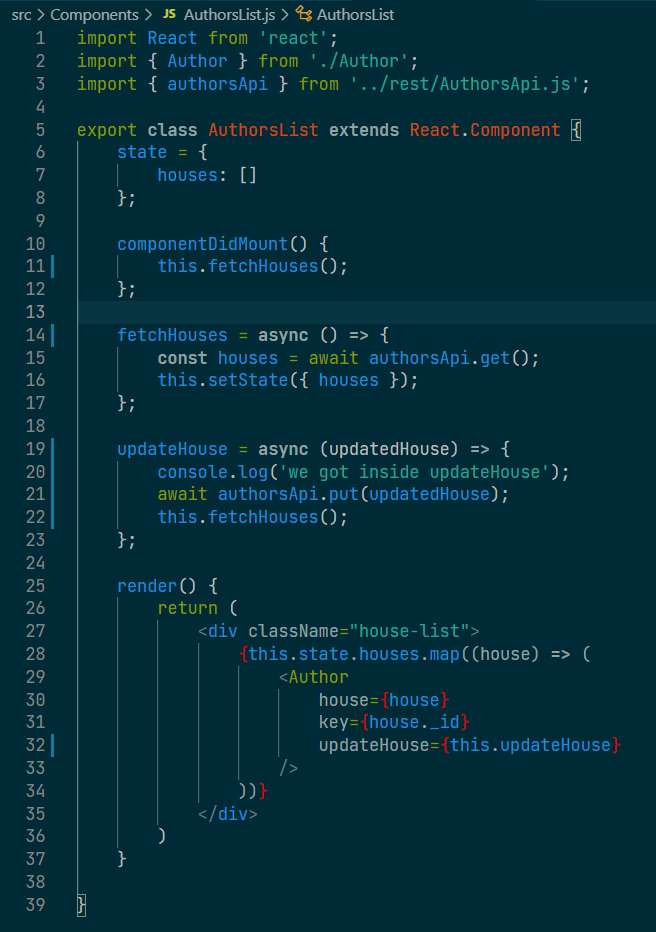 src > Components > JS AuthorsList.js > AuthorsList
1 import React from 'react';
2 import { Author } from './Author';
3 import { authorsApi } from '../rest/AuthorsApi.js';
4
5 export class AuthorsList extends React.Component {
6     state = {
7         houses: []
8     };
9
10     componentDidMount() {
11         this.fetchHouses();
12     };
13
14     fetchHouses = async () => {
15         const houses = await authorsApi.get();
16         this.setState({ houses });
17     };
18
19     updateHouse = async (updatedHouse) => {
20         console.log('we got inside updateHouse');
21         await authorsApi.put(updatedHouse);
22         this.fetchHouses();
23     };
24
25     render() {
26         return (
27             <div className="house-list">
28                 {this.state.houses.map((house) => (
29                     <Author
30                         house={house}
31                         key={house._id}
32                         updateHouse={this.updateHouse}
33                     />
34                 ))}
35             </div>
36         )
37     }
38
39 }